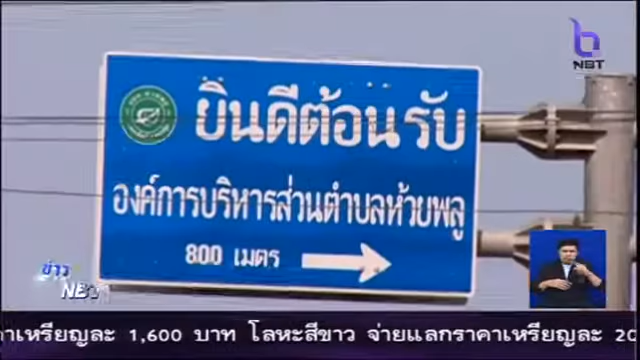 NBT
ยินดีต้อนรับ
องค์การบริหารส่วนตำบลห้วยพลู
800 เมตร
ข่าว
NBT
าเหรียญละ 1,600 บาท โลหะสีขาว จ่ายแลกราคาเหรียญละ 20